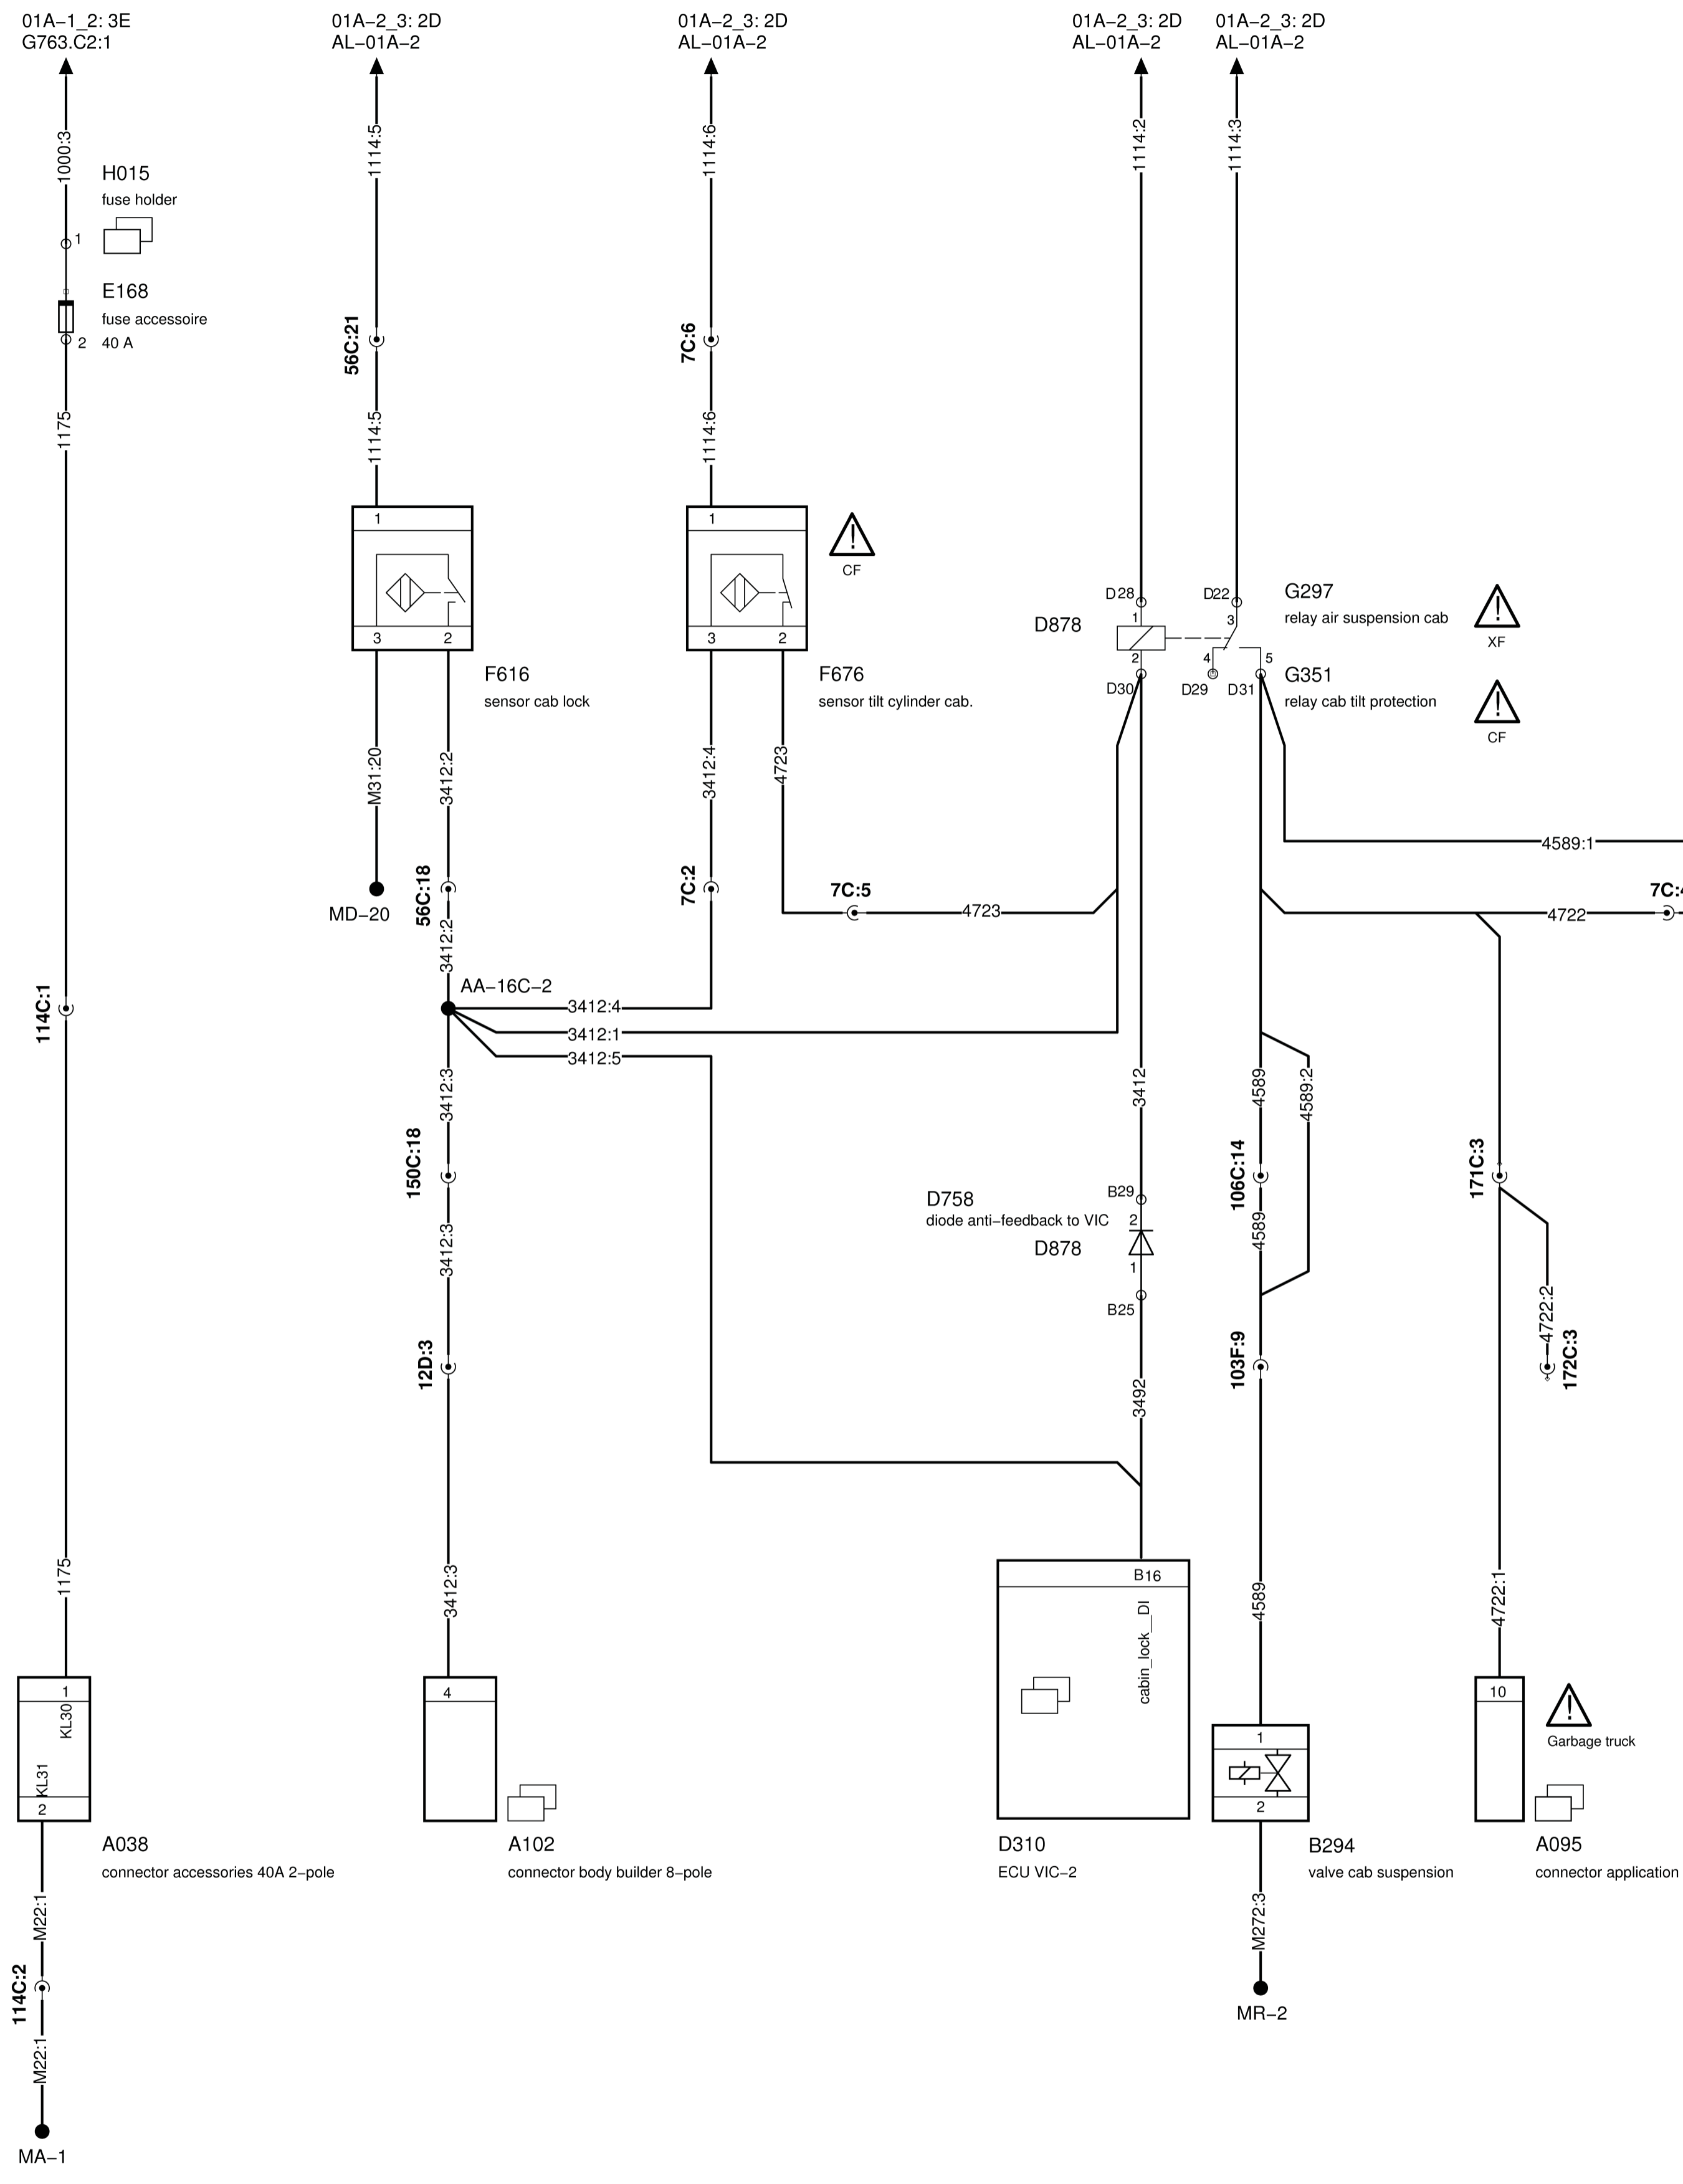 01A−1_2: 3E
G763.C2:1
01A−2_3: 2D
AL−01A−2
01A−2_3: 2D
AL−01A−2
01A−2_3: 2D
AL−01A−2
01A−2_3: 2D
AL−01A−2
1000:3
1114:5
1114:6
1114:2
1114:3
H015
fuse holder
1
E168
fuse accessoire
2
40 A
56C:21
7C:6
1175
1114:5
1114:6
1
1
CF
3
2
3
2
F616
sensor cab lock
F676
sensor tilt cylinder cab.
D28
1
D878
2
D30
D22
3
4
5
D29
D31
G297
relay air suspension cab
XF
G351
relay cab tilt protection
CF
M31:20
3412:2
3412:4
4723
4589:1
MD−20
56C:18
7C:2
7C:5
4723
4722
7C:4
3412:2
AA−16C−2
114C:1
3412:4
3412:1
3412:5
3412:3
3412
4589
4589:2
150C:18
106C:14
171C:3
D758
diode anti−feedback to VIC
D878
B29
2
1
B25
3412:3
4589
4722:2
172C:3
12D:3
103F:9
3492
1175
3412:3
4589
4722:1
B16
cabin_lock__DI
1
KL30
KL31
2
4
1
2
10
Garbage truck
A038
connector accessories 40A 2−pole
A102
connector body builder 8−pole
D310
ECU VIC−2
B294
valve cab suspension
A095
connector application
M22:1
M272:3
114C:2
MR−2
M22:1
MA−1